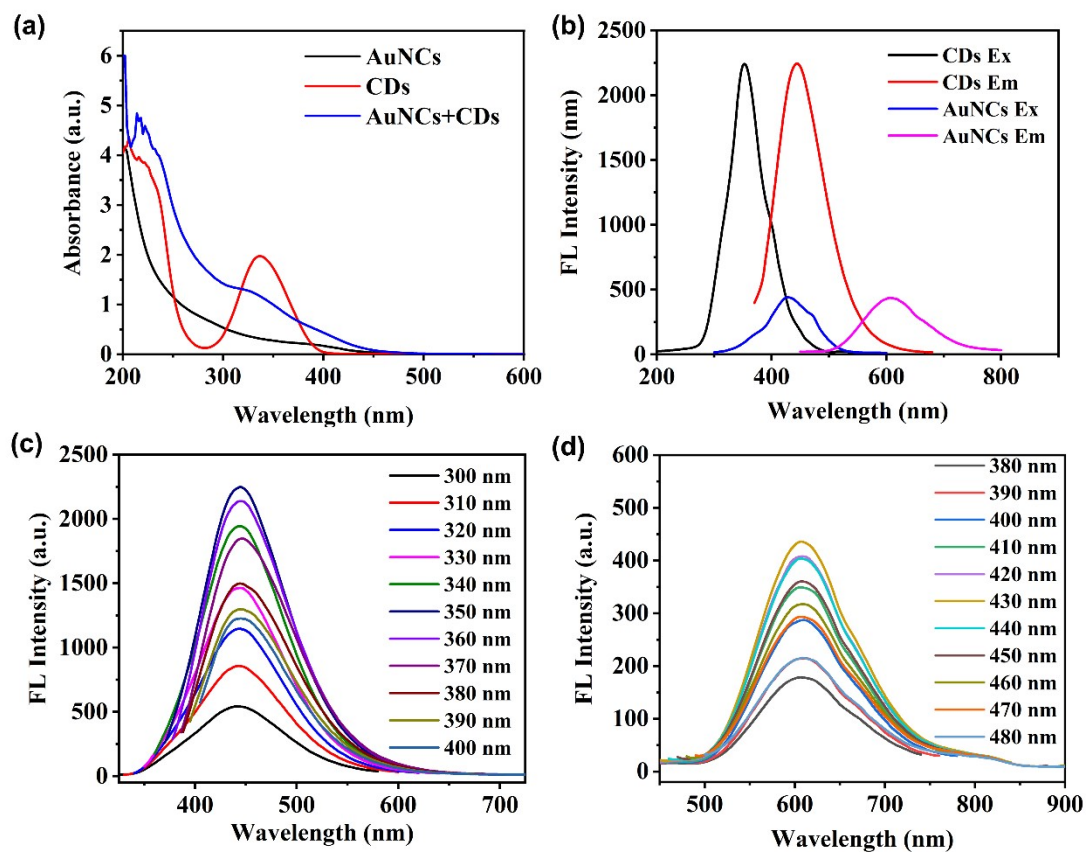 (a)
AuNCs
CDs
AuNCs+CDs
6
5
4
3
2
1
0
Absorbance (a.u.)
200 300 400 500 600
Wavelength (nm)
(b)
CDs Ex
CDs Em
AuNCs Ex
AuNCs Em
2500
2000
1500
1000
500
0
FL Intensity (nm)
200 400 600 800
Wavelength (nm)
(c)
300 nm
310 nm
320 nm
330 nm
340 nm
350 nm
360 nm
370 nm
380 nm
390 nm
400 nm
2500
2000
1500
1000
500
0
FL Intensity (a.u.)
400 500 600 700
Wavelength (nm)
(d)
380 nm
390 nm
400 nm
410 nm
420 nm
430 nm
440 nm
450 nm
460 nm
470 nm
480 nm
600
500
400
300
200
100
0
FL Intensity (a.u.)
500 600 700 800 900
Wavelength (nm)